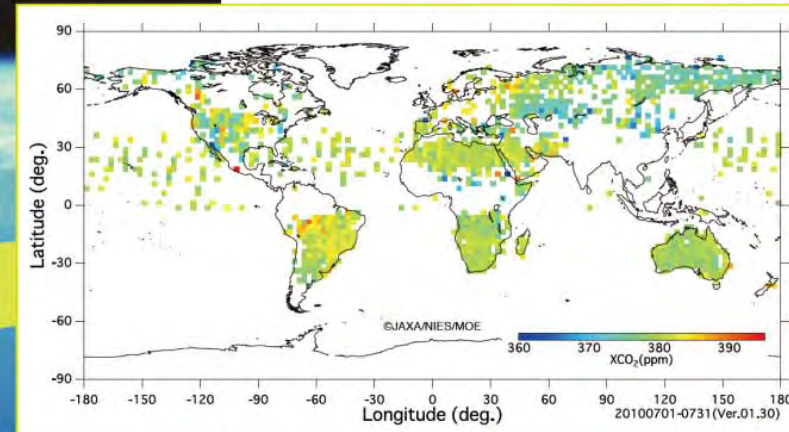 90
60
30
0
-30
-60
-90
Latitude (deg.)
©JAXA/NIES/MOE
360 370 380 390
XCO₂(ppm)
-180 -150 -120 -90 -60 -30 0 30 60 90 120 150 180
Longitude (deg.)
20100701-0731(Ver.01.30)